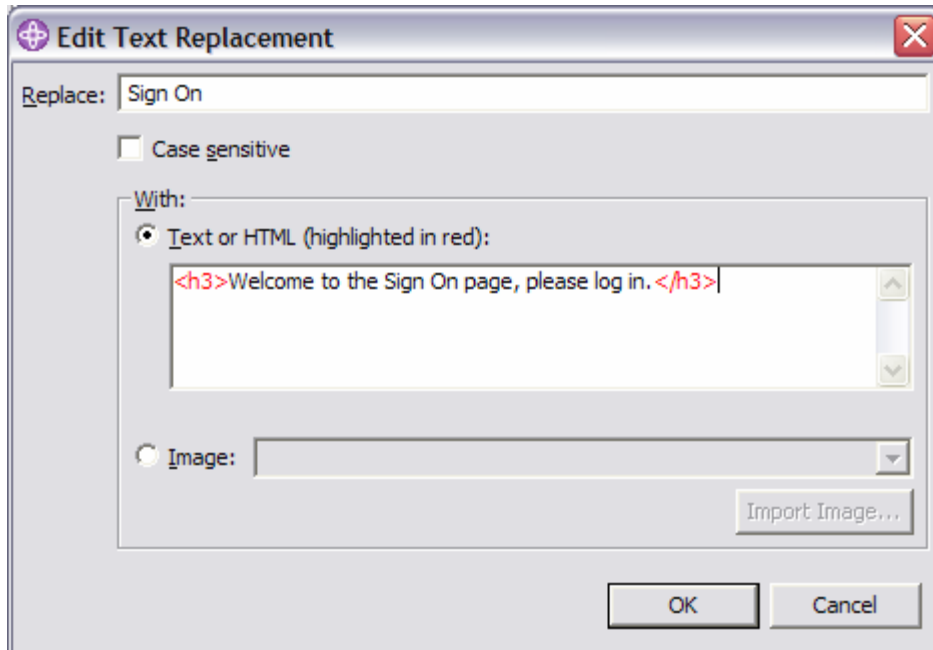 Edit Text Replacement
Replace: Sign On
Case sensitive
With:
Text or HTML (highlighted in red):
<h3>Welcome to the Sign On page, please log in.</h3>
Image:
Import Image...
OK Cancel